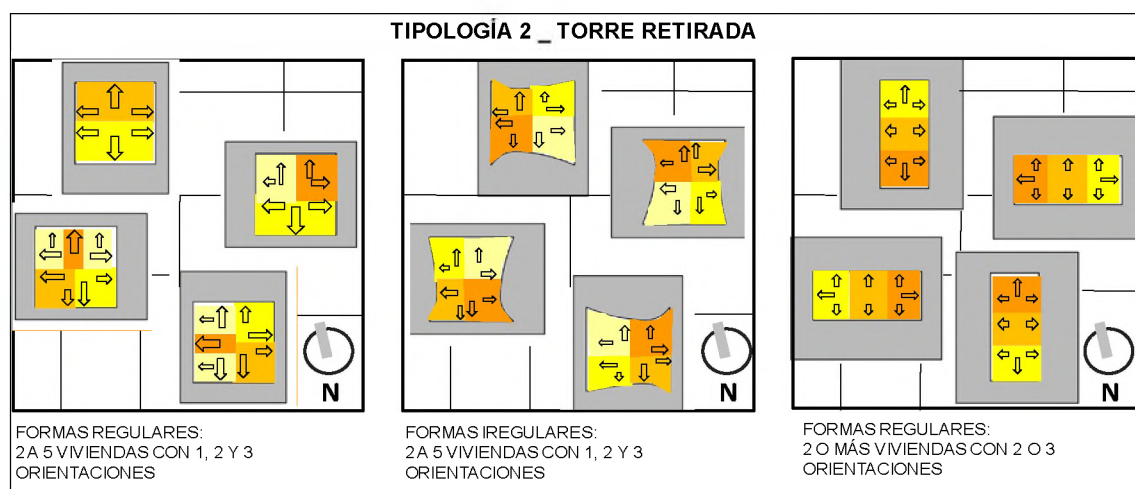 TIPOLOGÍA 2 _ TORRE RETIRADA
N
N
N
FORMAS REGULARES:
2 A 5 VIVIENDAS CON 1, 2 Y 3
ORIENTACIONES
FORMAS IREGULARES:
2 A 5 VIVIENDAS CON 1, 2 Y 3
ORIENTACIONES
FORMAS REGULARES:
2 O MÁS VIVIENDAS CON 2 O 3
ORIENTACIONES